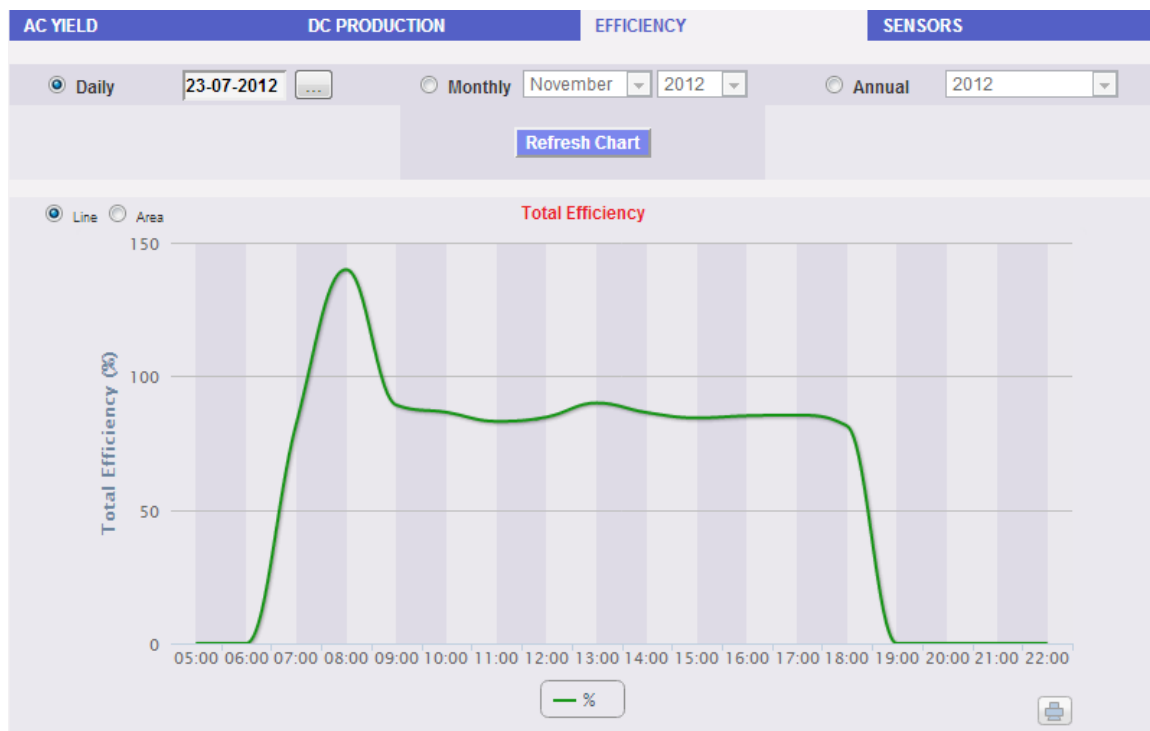 AC YIELD DC PRODUCTION EFFICIENCY SENSORS
Daily 23-07-2012 ... Monthly November 2012 Annual 2012
Refresh Chart
Line Area Total Efficiency
150
100
50
0
Total Efficiency (%)
05:00 06:00 07:00 08:00 09:00 10:00 11:00 12:00 13:00 14:00 15:00 16:00 17:00 18:00 19:00 20:00 21:00 22:00
%